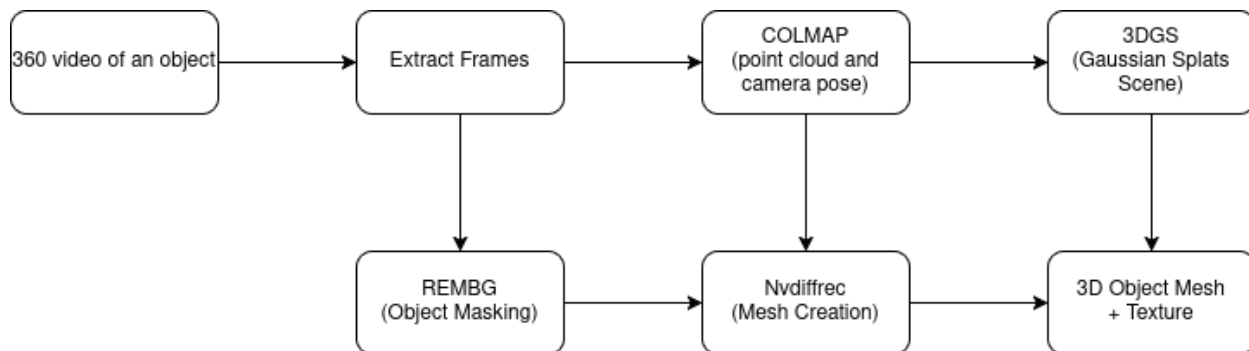 360 video of an object
Extract Frames
COLMAP
(point cloud and
camera pose)
3DGS
(Gaussian Splats
Scene)
REMBG
(Object Masking)
Nvdiffrec
(Mesh Creation)
3D Object Mesh
+ Texture